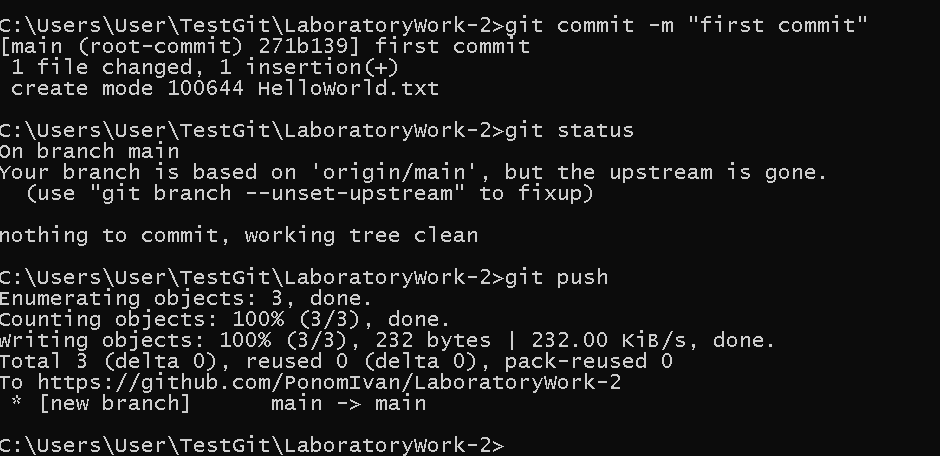 C:\Users\User\TestGit\LaboratoryWork-2>git commit -m "first commit"
[main (root-commit) 271b139] first commit
 1 file changed, 1 insertion(+)
 create mode 100644 HelloWorld.txt

C:\Users\User\TestGit\LaboratoryWork-2>git status
On branch main
Your branch is based on 'origin/main', but the upstream is gone.
  (use "git branch --unset-upstream" to fixup)

nothing to commit, working tree clean

C:\Users\User\TestGit\LaboratoryWork-2>git push
Enumerating objects: 3, done.
Counting objects: 100% (3/3), done.
Writing objects: 100% (3/3), 232 bytes | 232.00 KiB/s, done.
Total 3 (delta 0), reused 0 (delta 0), pack-reused 0
To https://github.com/PonomIvan/LaboratoryWork-2
 * [new branch]      main -> main

C:\Users\User\TestGit\LaboratoryWork-2>